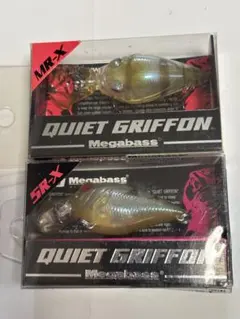 MR-X
QUIET GRIFFON
Megabass
SR-X
Megabass
QUIET GRIFFON
Megabass